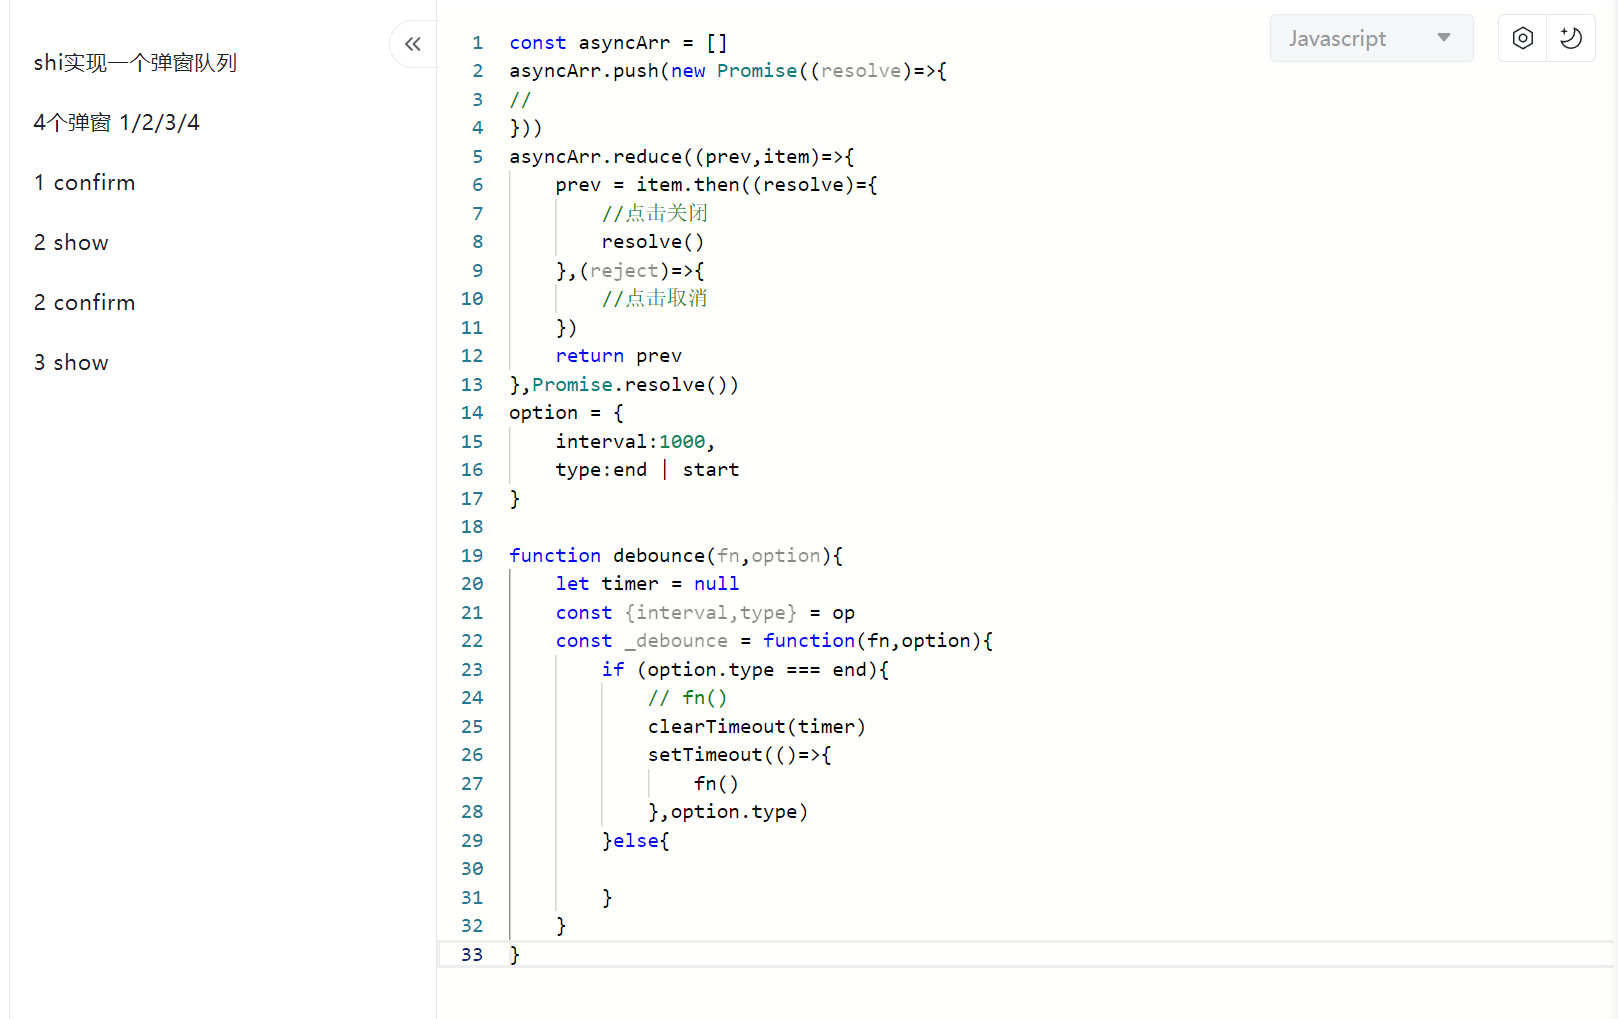 shi实现一个弹窗队列
4个弹窗 1/2/3/4
1 confirm
2 show
2 confirm
3 show
Javascript
1 const asyncArr = []
2 asyncArr.push(new Promise((resolve)=>{
3 //
4 }))
5 asyncArr.reduce((prev,item)=>{
6     prev = item.then((resolve)={
7         //点击关闭
8         resolve()
9     },(reject)=>{
10         //点击取消
11     })
12     return prev
13 },Promise.resolve())
14 option = {
15     interval:1000,
16     type:end | start
17 }
18
19 function debounce(fn,option){
20     let timer = null
21     const {interval,type} = op
22     const _debounce = function(fn,option){
23         if (option.type === end){
24             // fn()
25             clearTimeout(timer)
26             setTimeout(()=>{
27                 fn()
28             },option.type)
29         }else{
30
31         }
32     }
33 }